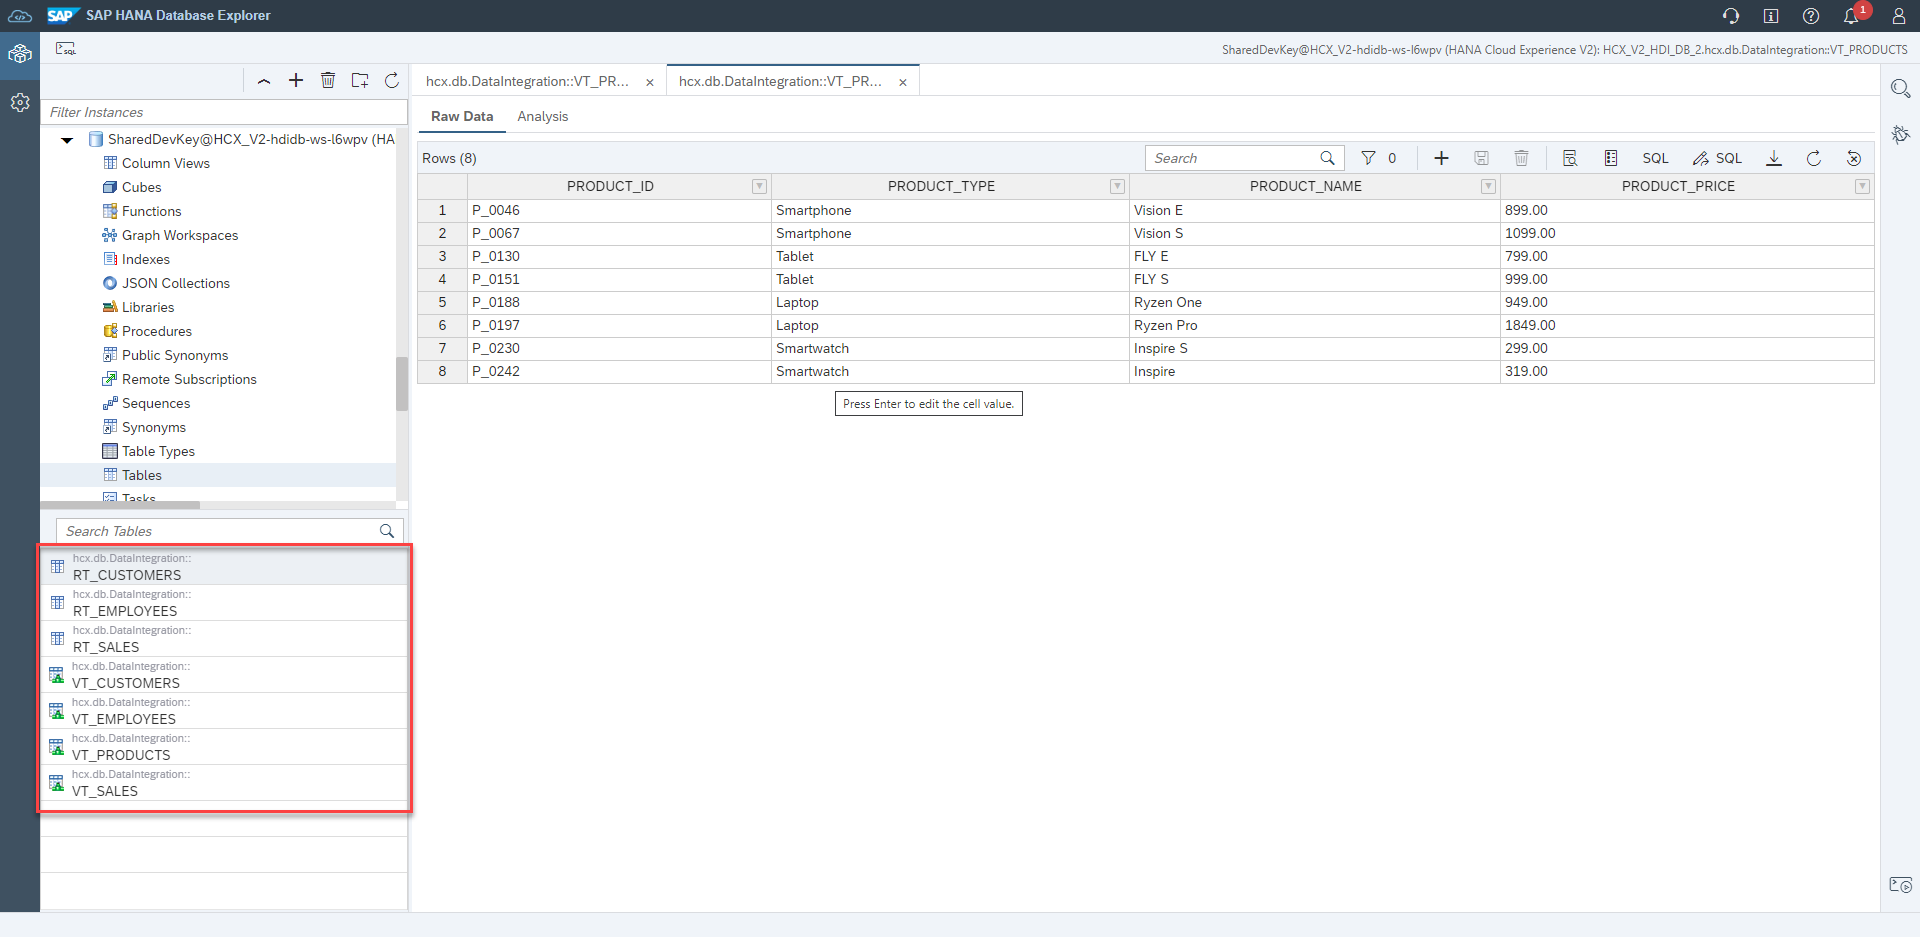 SAP SAP HANA Database Explorer
1
SQL
SharedDevKey@HCX_V2-hdidb-ws-l6wpv (HANA Cloud Experience V2): HCX_V2_HDI_DB_2.hcx.db.DataIntegration::VT_PRODUCTS
Filter Instances
SharedDevKey@HCX_V2-hdidb-ws-l6wpv (HA
Column Views
Cubes
Functions
Graph Workspaces
Indexes
JSON Collections
Libraries
Procedures
Public Synonyms
Remote Subscriptions
Sequences
Synonyms
Table Types
Tables
Tasks
Search Tables
hcx.db.DataIntegration::
RT_CUSTOMERS
hcx.db.DataIntegration::
RT_EMPLOYEES
hcx.db.DataIntegration::
RT_SALES
hcx.db.DataIntegration::
VT_CUSTOMERS
hcx.db.DataIntegration::
VT_EMPLOYEES
hcx.db.DataIntegration::
VT_PRODUCTS
hcx.db.DataIntegration::
VT_SALES
hcx.db.DataIntegration::VT_PR... × hcx.db.DataIntegration::VT_PR... ×
Raw Data Analysis
Rows (8) Search 0 SQL SQL
PRODUCT_ID PRODUCT_TYPE PRODUCT_NAME PRODUCT_PRICE
1 P_0046 Smartphone Vision E 899.00
2 P_0067 Smartphone Vision S 1099.00
3 P_0130 Tablet FLY E 799.00
4 P_0151 Tablet FLY S 999.00
5 P_0188 Laptop Ryzen One 949.00
6 P_0197 Laptop Ryzen Pro 1849.00
7 P_0230 Smartwatch Inspire S 299.00
8 P_0242 Smartwatch Inspire 319.00
Press Enter to edit the cell value.